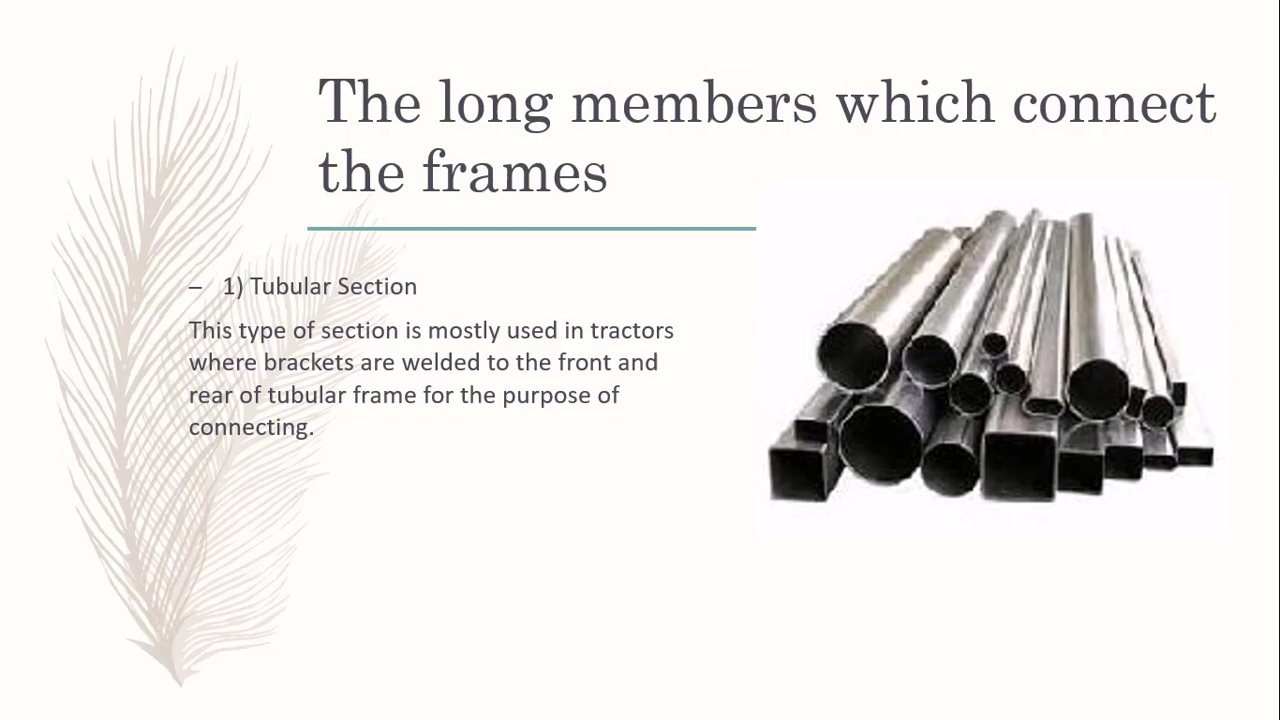 The long members which connect
the frames
– 1) Tubular Section
This type of section is mostly used in tractors
where brackets are welded to the front and
rear of tubular frame for the purpose of
connecting.